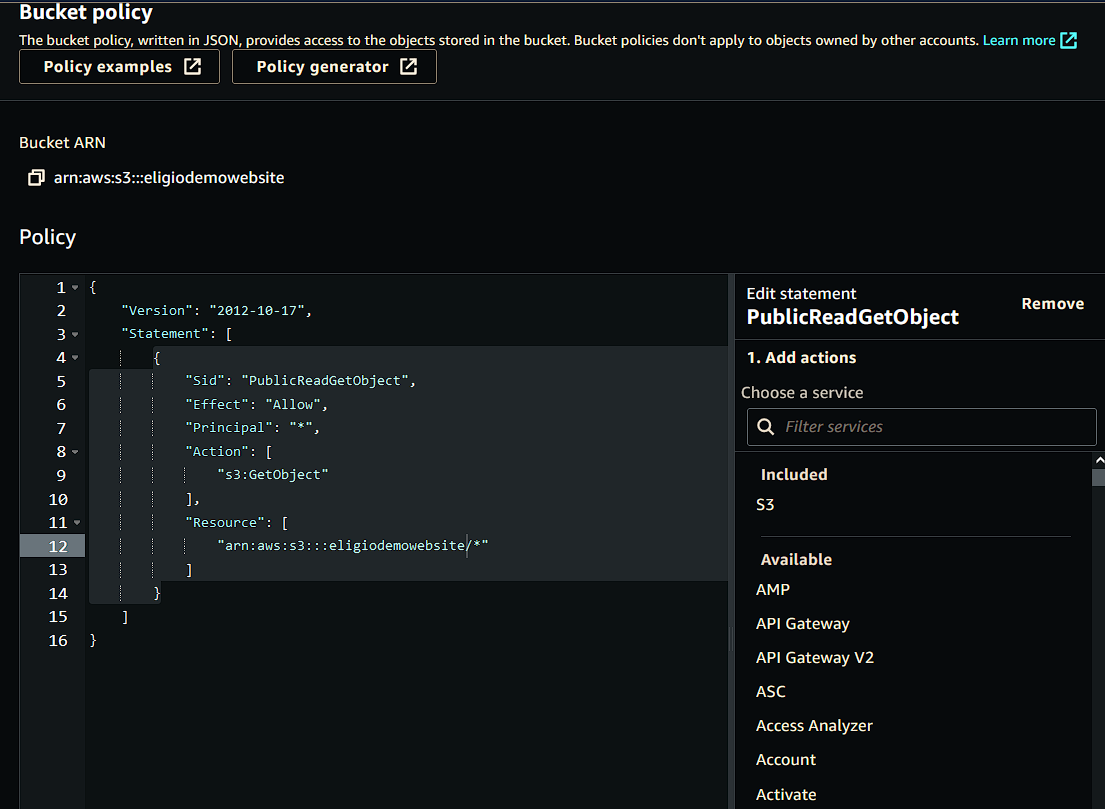 Bucket policy
The bucket policy, written in JSON, provides access to the objects stored in the bucket. Bucket policies don't apply to objects owned by other accounts. Learn more
Policy examples Policy generator
Bucket ARN
arn:aws:s3:::eligiodemowebsite
Policy
1 {
2 "Version": "2012-10-17",
3 "Statement": [
4 {
5 "Sid": "PublicReadGetObject",
6 "Effect": "Allow",
7 "Principal": "*",
8 "Action": [
9 "s3:GetObject"
10 ],
11 "Resource": [
12 "arn:aws:s3:::eligiodemowebsite/*"
13 ]
14 }
15 ]
16 }
Edit statement
PublicReadGetObject
Remove
1. Add actions
Choose a service
Filter services
Included
S3
Available
AMP
API Gateway
API Gateway V2
ASC
Access Analyzer
Account
Activate